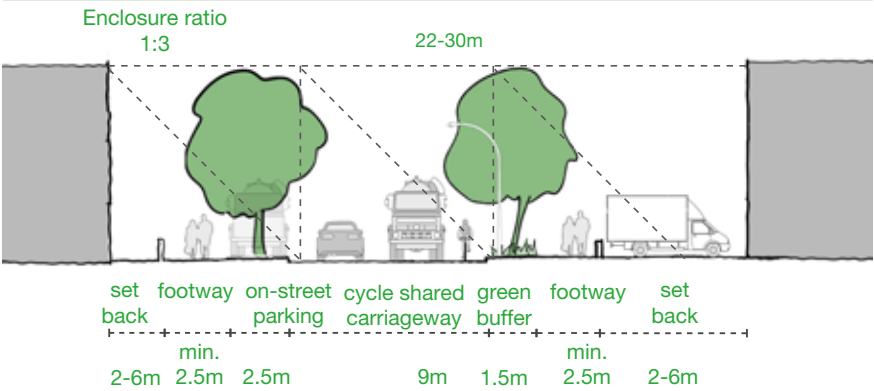 Enclosure ratio
1:3
22-30m
set back
footway
on-street parking
cycle shared carriageway
green buffer
footway
set back
2-6m
min. 2.5m
2.5m
9m
1.5m
min. 2.5m
2-6m